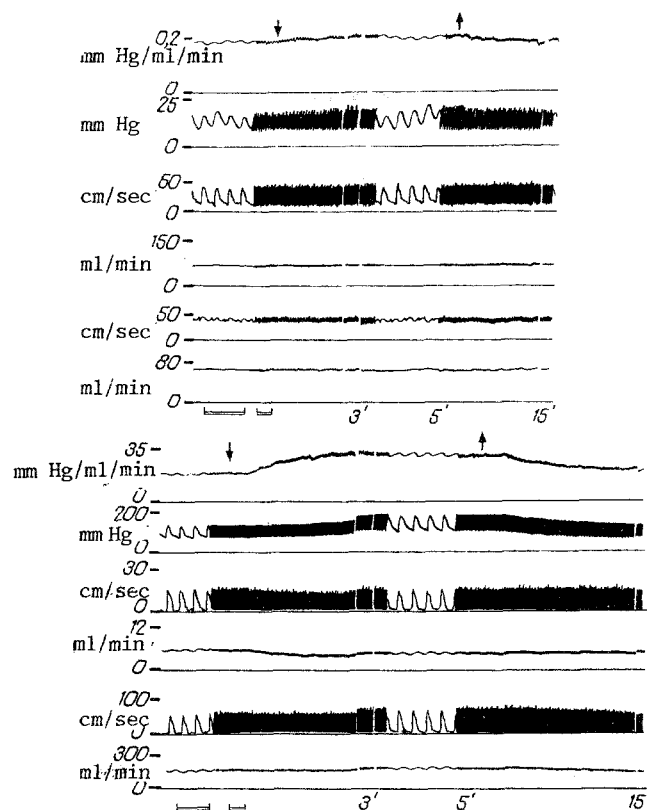 0,2
mm Hg/ml/min
0
25
mm Hg
0
60
cm/sec
0
150
ml/min
0
50
cm/sec
0
80
ml/min
0
3' 5' 15'
35
mm Hg/ml/min
0
200
mm Hg
0
30
cm/sec
0
12
ml/min
0
100
cm/sec
0
300
ml/min
0
3' 5' 15